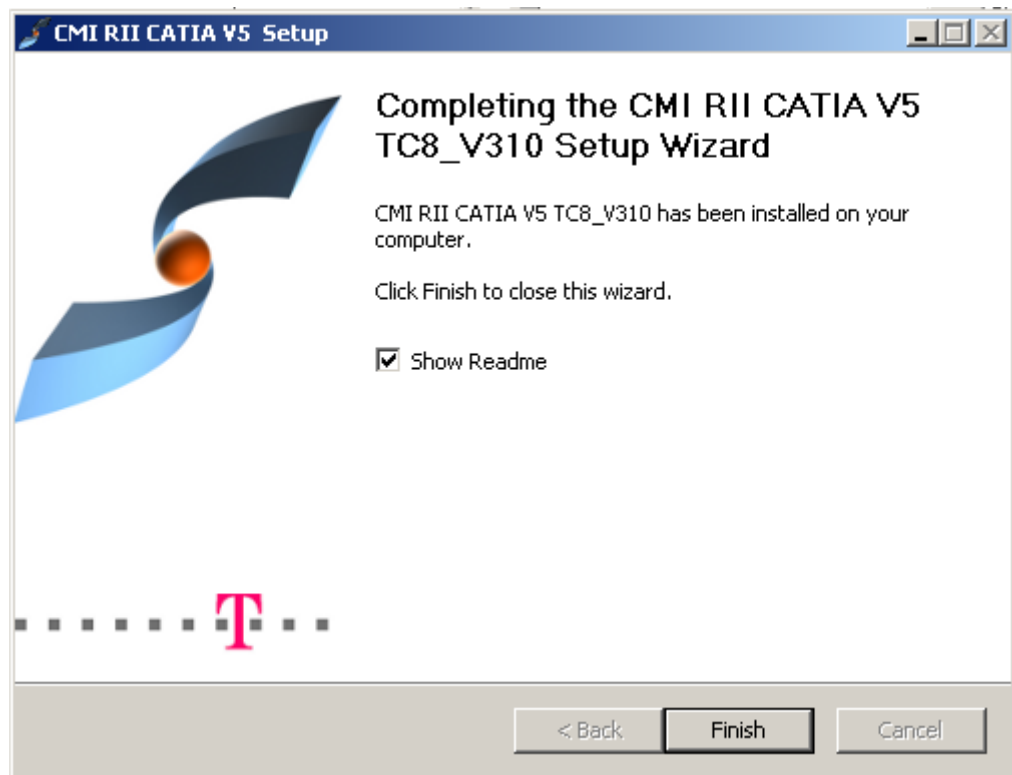 CMI RII CATIA V5  Setup
Completing the CMI RII CATIA V5
TC8_V310 Setup Wizard
CMI RII CATIA V5 TC8_V310 has been installed on your
computer.
Click Finish to close this wizard.
Show Readme
T
< Back
Finish
Cancel